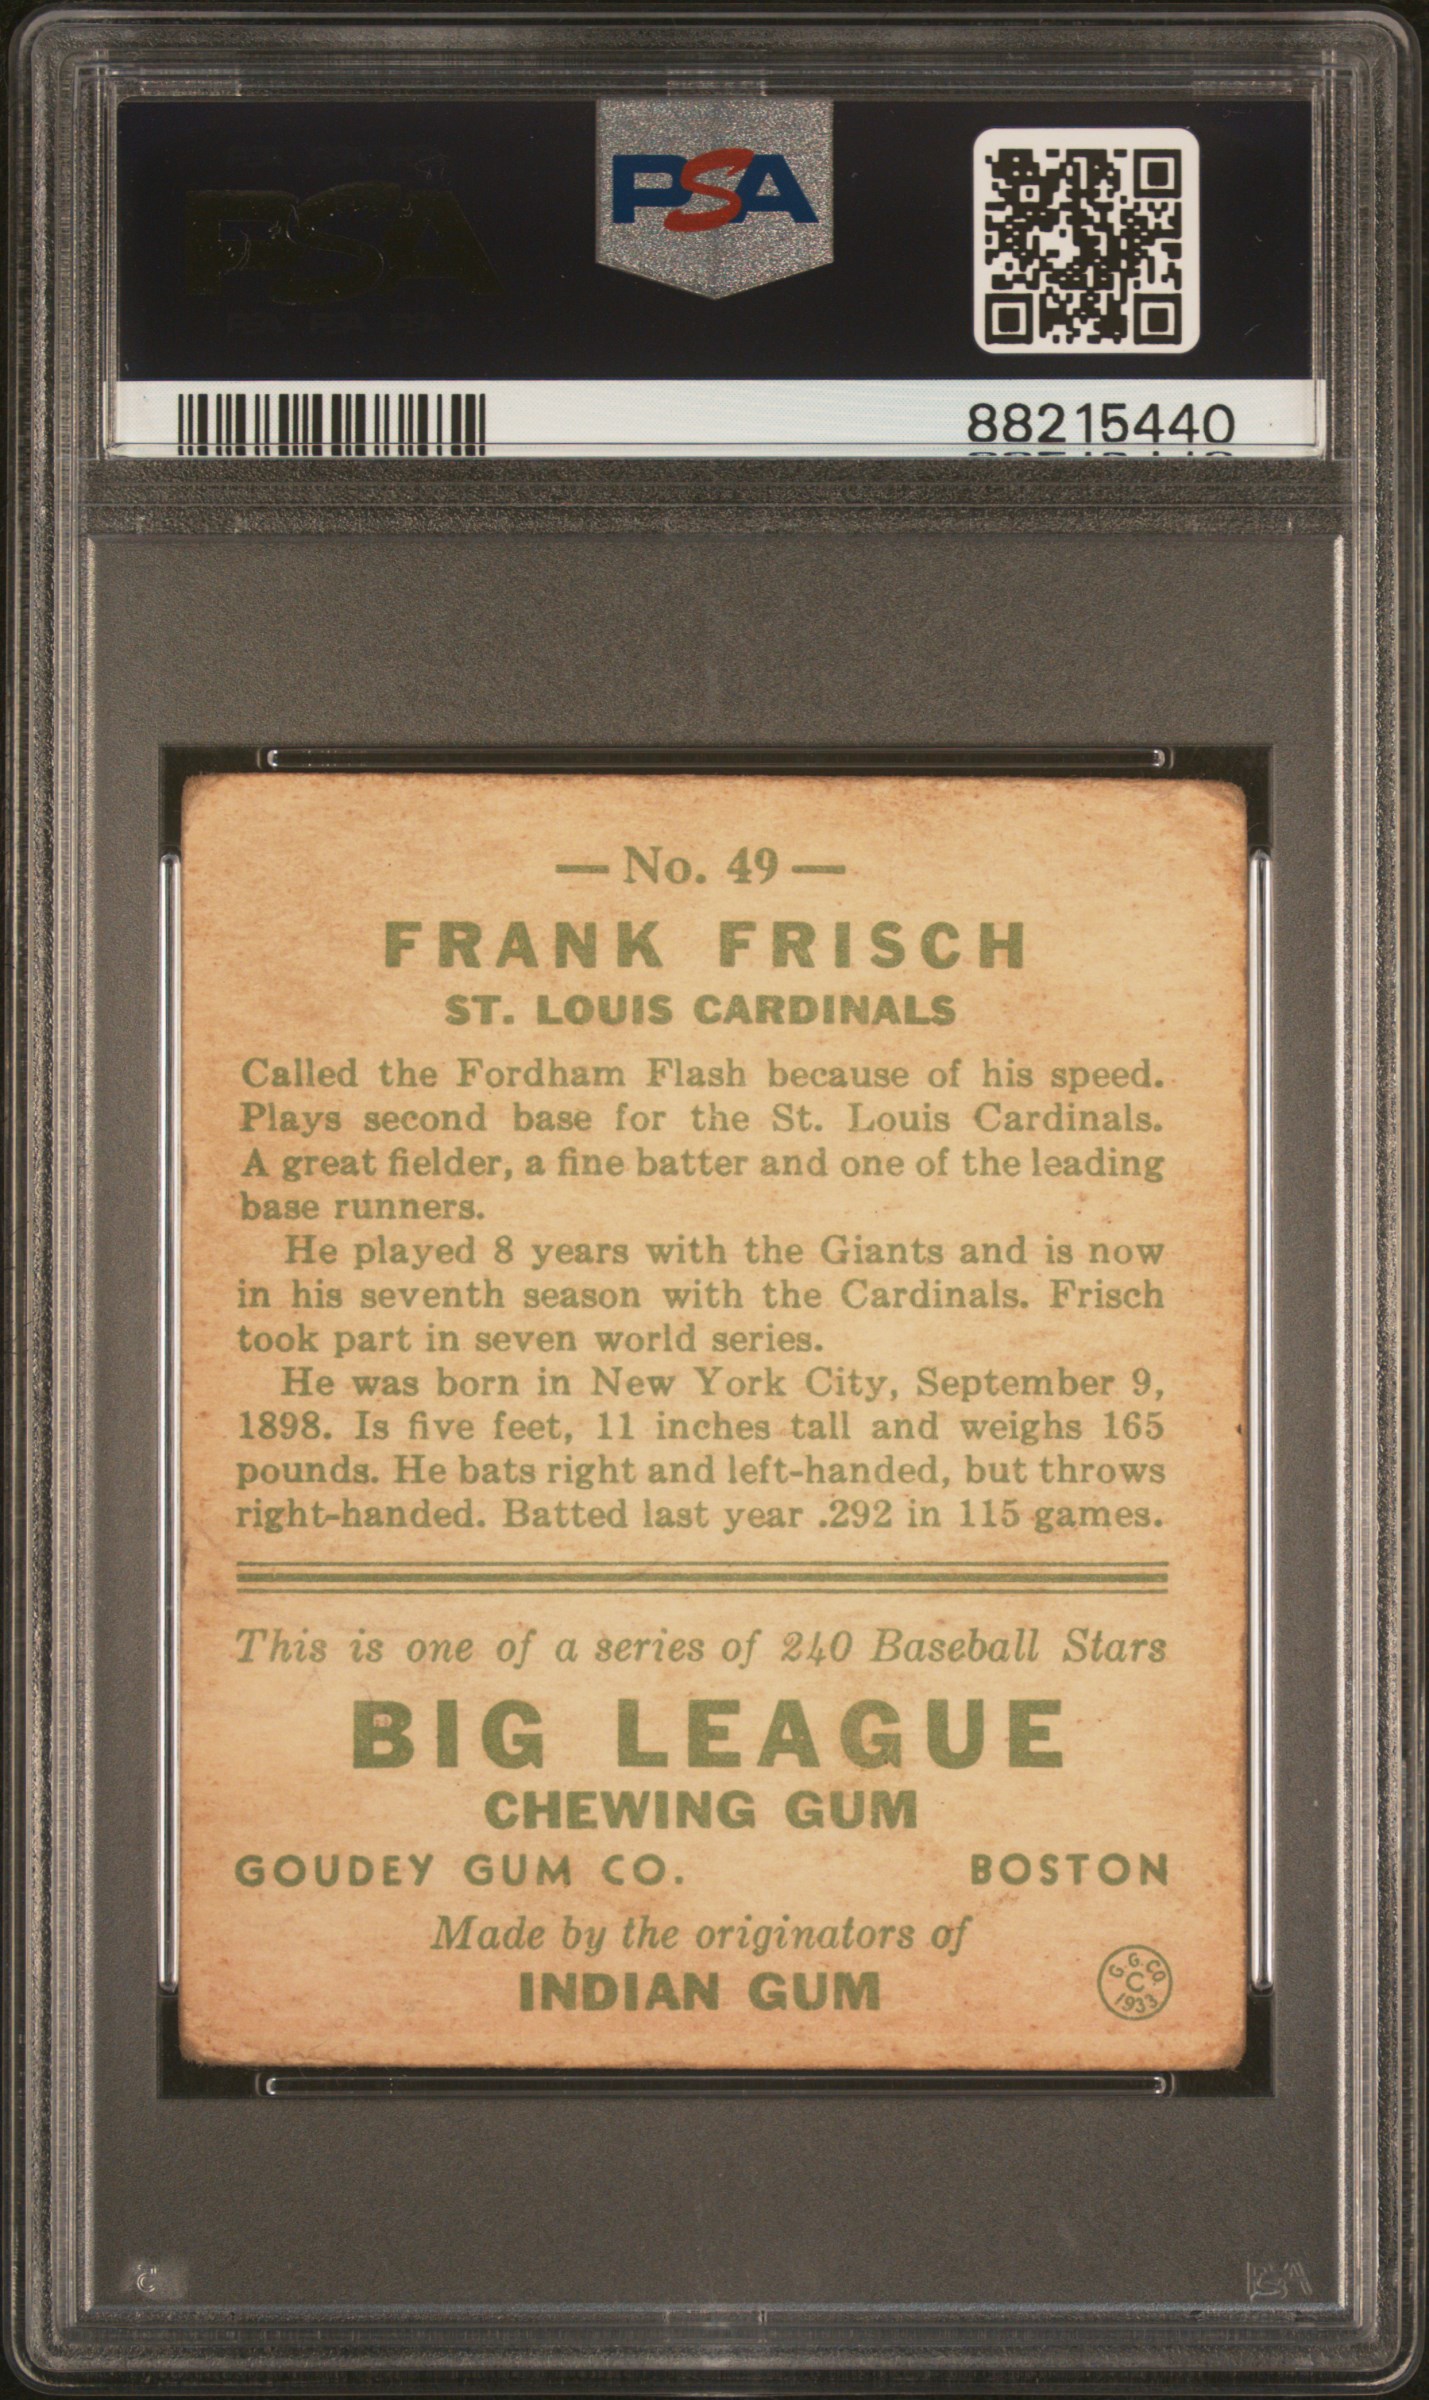 PSA
88215440
— No. 49 —
FRANK FRISCH
ST. LOUIS CARDINALS
Called the Fordham Flash because of his speed.
Plays second base for the St. Louis Cardinals.
A great fielder, a fine batter and one of the leading
base runners.
He played 8 years with the Giants and is now
in his seventh season with the Cardinals. Frisch
took part in seven world series.
He was born in New York City, September 9,
1898. Is five feet, 11 inches tall and weighs 165
pounds. He bats right and left-handed, but throws
right-handed. Batted last year .292 in 115 games.
This is one of a series of 240 Baseball Stars
BIG LEAGUE
CHEWING GUM
GOUDEY GUM CO. BOSTON
Made by the originators of
INDIAN GUM
G. G. CO.
C
1933
PSA